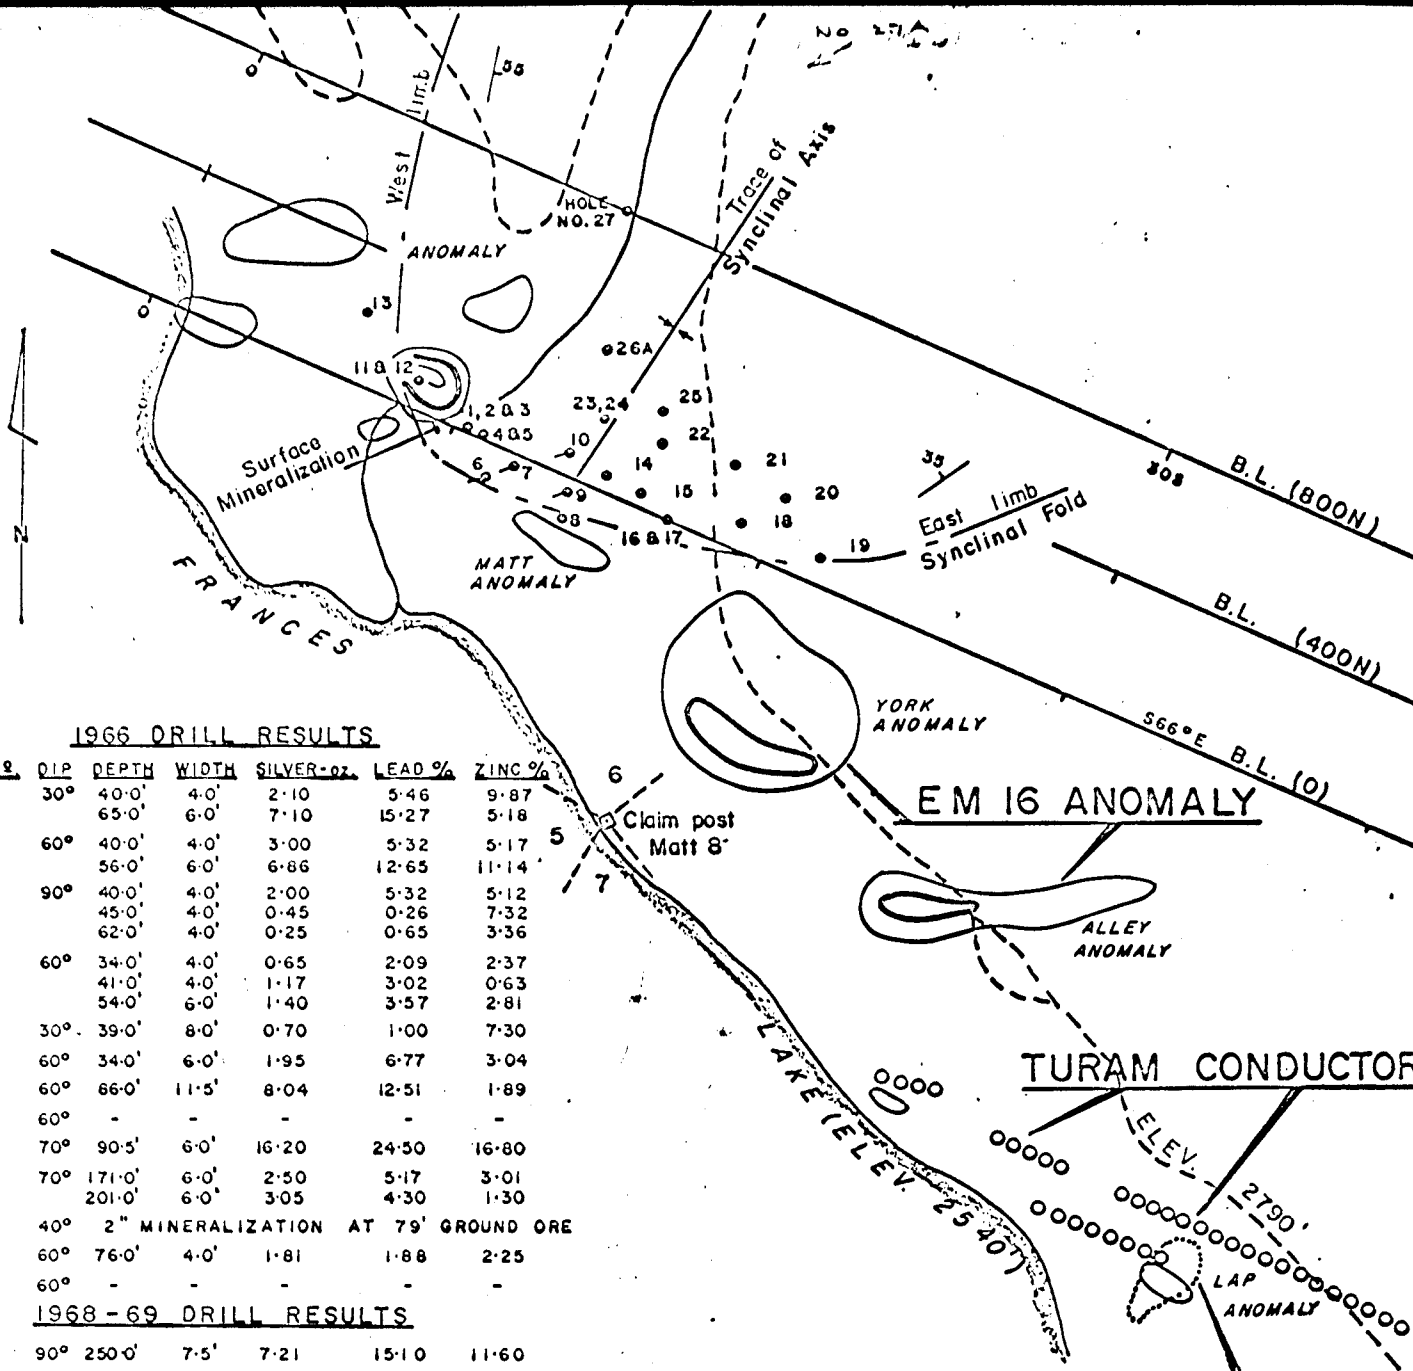 No
55
O
West limb
HOLE
NO. 27
Trace of
Synclinal Axis
ANOMALY
13
O
26A
11 & 12
1, 2 & 3
4 & 5
23, 24
25
22
10
Surface
Mineralization
6
7
14
21
9
15
20
8
16 & 17
18
19
35
East limb
Synclinal Fold
30S
B.L. (800N)
N
MATT
ANOMALY
B.L. (400N)
FRANCES
YORK
ANOMALY
S66°E B.L. (0)
1966 DRILL RESULTS
DIP DEPTH WIDTH SILVER-oz. LEAD % ZINC %
30° 40·0' 4·0' 2·10 5·46 9·87
65·0' 6·0' 7·10 15·27 5·18
60° 40·0' 4·0' 3·00 5·32 5·17
56·0' 6·0' 6·86 12·65 11·14
90° 40·0' 4·0' 2·00 5·32 5·12
45·0' 4·0' 0·45 0·26 7·32
62·0' 4·0' 0·25 0·65 3·36
60° 34·0' 4·0' 0·65 2·09 2·37
41·0' 4·0' 1·17 3·02 0·63
54·0' 6·0' 1·40 3·57 2·81
30° 39·0' 8·0' 0·70 1·00 7·30
60° 34·0' 6·0' 1·95 6·77 3·04
60° 66·0' 11·5' 8·04 12·51 1·89
60° - - - - -
70° 90·5' 6·0' 16·20 24·50 16·80
70° 171·0' 6·0' 2·50 5·17 3·01
201·0' 6·0' 3·05 4·30 1·30
40° 2" MINERALIZATION AT 79' GROUND ORE
60° 76·0' 4·0' 1·81 1·88 2·25
60° - - - - -
1968-69 DRILL RESULTS
90° 250·0' 7·5' 7·21 15·10 11·60
6
5
7
Claim post
Matt 8
EM 16 ANOMALY
ALLEY
ANOMALY
TURAM CONDUCTOR
LAKE (ELEV. 2540')
ELEV. 2790'
LAP
ANOMALY